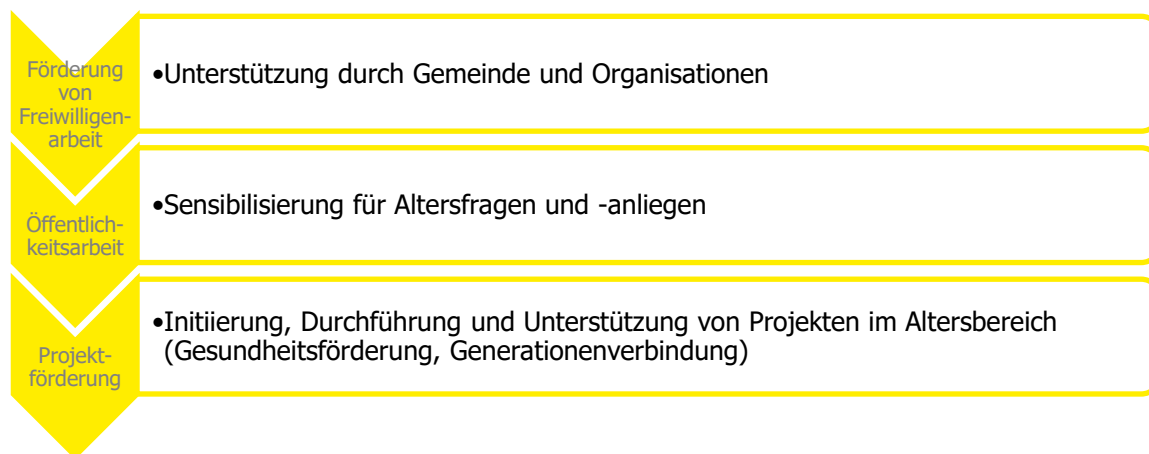 Förderung
von
Freiwilligen-
arbeit
•Unterstützung durch Gemeinde und Organisationen
Öffentlich-
keitsarbeit
•Sensibilisierung für Altersfragen und -anliegen
Projekt-
förderung
•Initiierung, Durchführung und Unterstützung von Projekten im Altersbereich
(Gesundheitsförderung, Generationenverbindung)